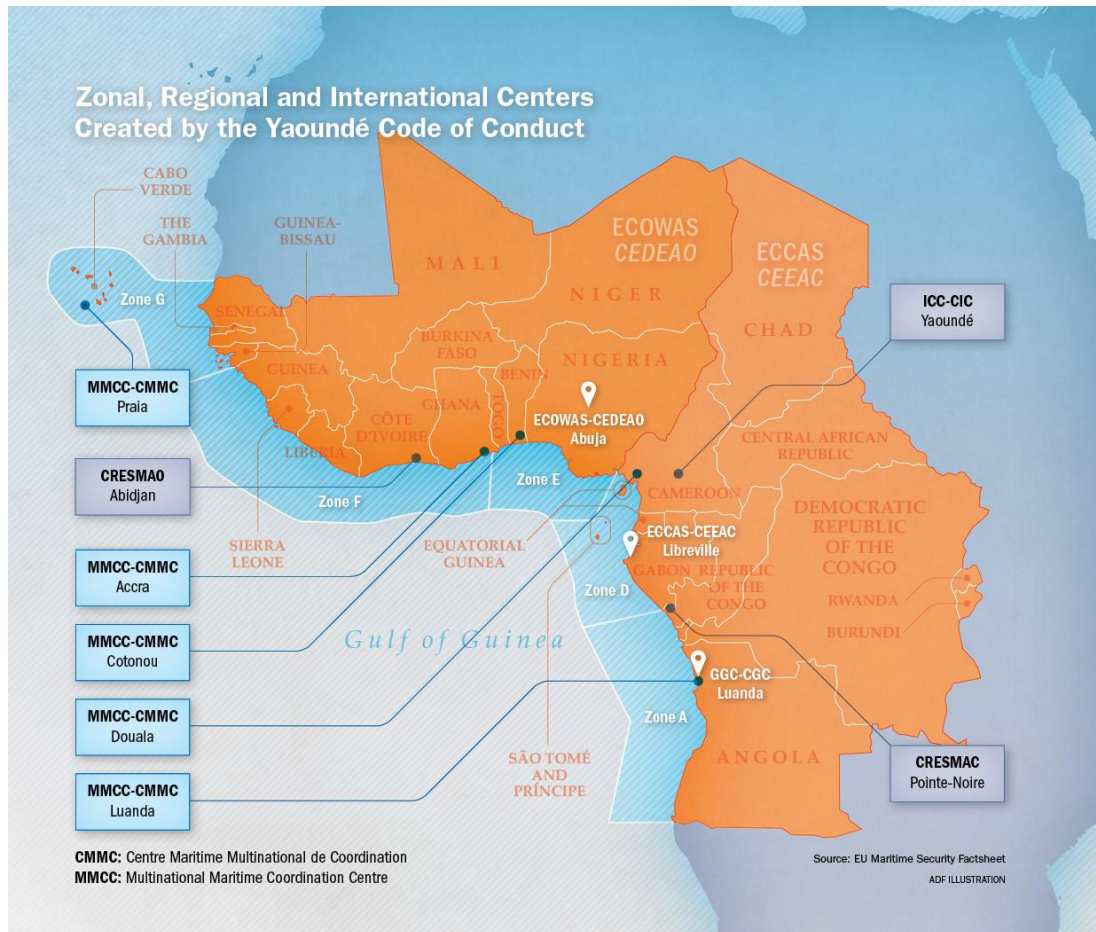 Zonal, Regional and International Centers
Created by the Yaoundé Code of Conduct
CABO
VERDE
THE
GAMBIA
GUINEA-
BISSAU
Zone G
SENEGAL
GUINEA
MALI
BURKINA
FASO
ECOWAS
CEDEAO
NIGER
NIGERIA
BENIN
TOGO
GHANA
CÔTE
D'IVOIRE
LIBERIA
ECOWAS-CEDEAO
Abuja
ECCAS
CEEAC
CHAD
ICC-CIC
Yaoundé
MMCC-CMMC
Praia
CRESMAO
Abidjan
Zone F
Zone E
SIERRA
LEONE
EQUATORIAL
GUINEA
CAMEROON
CENTRAL AFRICAN
REPUBLIC
DEMOCRATIC
REPUBLIC
OF THE
CONGO
ECCAS-CEEAC
Libreville
GABON
REPUBLIC
OF THE
CONGO
RWANDA
BURUNDI
Zone D
MMCC-CMMC
Accra
MMCC-CMMC
Cotonou
Gulf of Guinea
GGC-CGC
Luanda
Zone A
MMCC-CMMC
Douala
SÃO TOMÉ
AND
PRÍNCIPE
ANGOLA
CRESMAC
Pointe-Noire
MMCC-CMMC
Luanda
CMMC: Centre Maritime Multinational de Coordination
MMCC: Multinational Maritime Coordination Centre
Source: EU Maritime Security Factsheet
ADF ILLUSTRATION